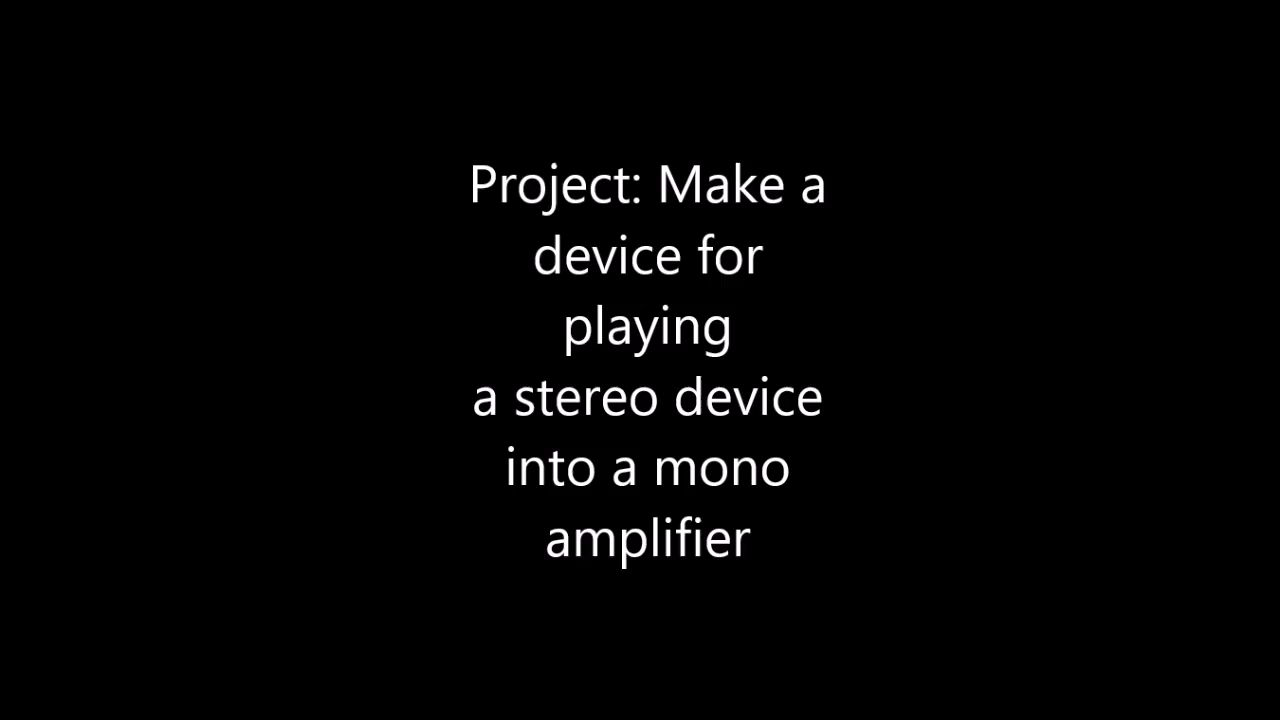 Project: Make a
device for
playing
a stereo device
into a mono
amplifier